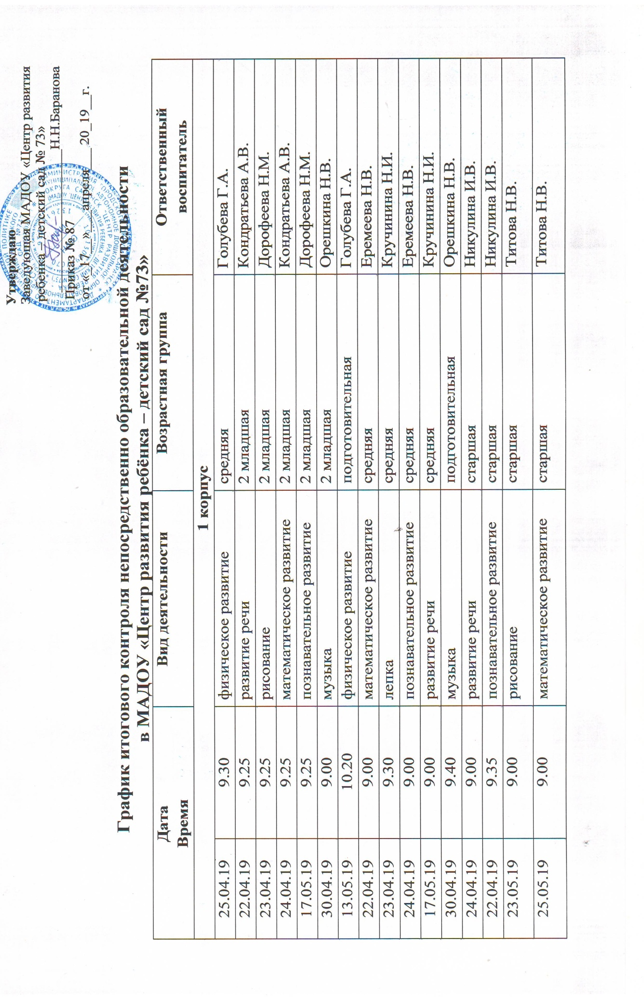 Утверждаю
Заведующая МАДОУ «Центр развития
ребенка – детский сад № 73»
Н.Н.Баранова
Приказ № 87
от «_17__»___апреля____20_19__г.
График итогового контроля непосредственно образовательной деятельности
в МАДОУ «Центр развития ребёнка – детский сад №73»
Дата Вид деятельности Возрастная группа Ответственный
Время воспитатель
1 корпус
25.04.19 9.30 физическое развитие средняя Голубева Г.А.
22.04.19 9.25 развитие речи 2 младшая Кондратьева А.В.
23.04.19 9.25 рисование 2 младшая Дорофеева Н.М.
24.04.19 9.25 математическое развитие 2 младшая Кондратьева А.В.
17.05.19 9.25 познавательное развитие 2 младшая Дорофеева Н.М.
30.04.19 9.00 музыка 2 младшая Орешкина Н.В.
13.05.19 10.20 физическое развитие подготовительная Голубева Г.А.
22.04.19 9.00 математическое развитие средняя Еремеева Н.В.
23.04.19 9.30 лепка средняя Кручинина Н.И.
24.04.19 9.00 познавательное развитие средняя Еремеева Н.В.
17.05.19 9.00 развитие речи средняя Кручинина Н.И.
30.04.19 9.40 музыка подготовительная Орешкина Н.В.
24.04.19 9.00 развитие речи старшая Никулина И.В.
22.04.19 9.35 познавательное развитие старшая Никулина И.В.
23.05.19 9.00 рисование старшая Титова Н.В.
25.05.19 9.00 математическое развитие старшая Титова Н.В.